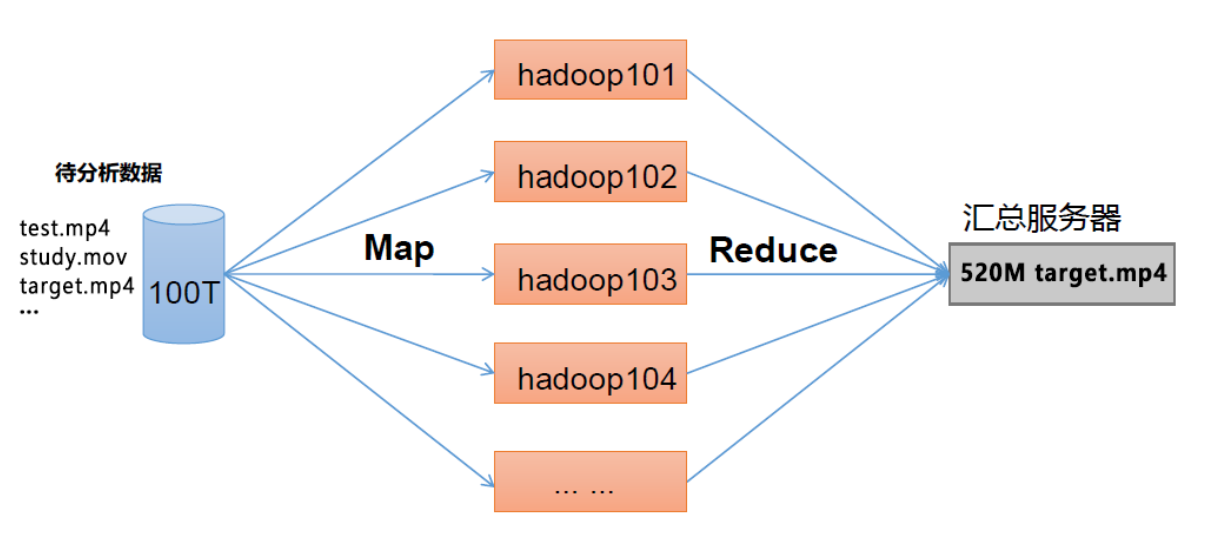 待分析数据
test.mp4
study.mov
target.mp4
...
100T
Map
hadoop101
hadoop102
hadoop103
hadoop104
... ...
Reduce
汇总服务器
520M target.mp4